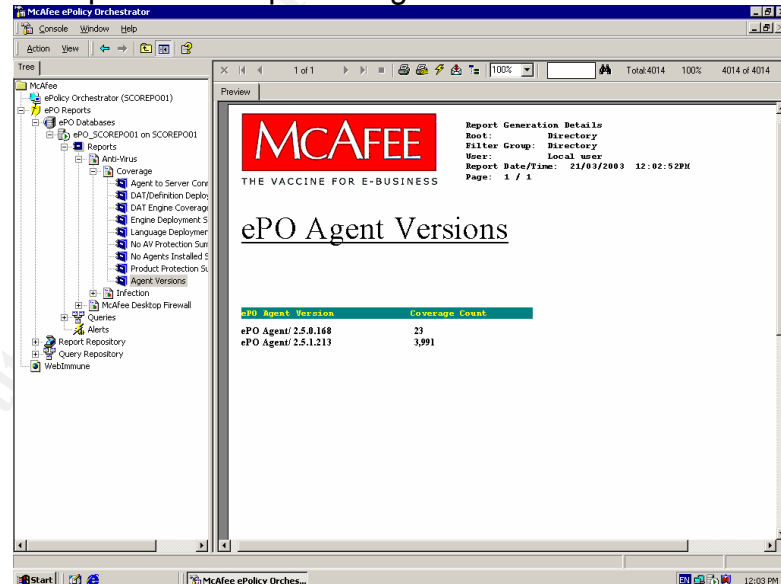 McAfee ePolicy Orchestrator
Console Window Help
Action View
Tree
1 of 1
100%
Total:4014 100% 4014 of 4014
McAfee
ePolicy Orchestrator (SCOREPO01)
ePO Reports
ePO Databases
ePO_SCOREPO01 on SCOREPO01
Reports
Anti-Virus
Coverage
Agent to Server Conr
DAT/Definition Deploy
DAT Engine Coverage
Engine Deployment S
Language Deploymer
No AV Protection Sum
No Agents Installed S
Product Protection Su
Agent Versions
Infection
McAfee Desktop Firewall
Queries
Alerts
Report Repository
Query Repository
WebImmune
Preview
McAFEE
THE VACCINE FOR E-BUSINESS
Report Generation Details
Root: Directory
Filter Group: Directory
User: Local user
Report Date/Time: 21/03/2003 12:02:52PM
Page: 1 / 1
ePO Agent Versions
ePO Agent Version Coverage Count
ePO Agent/ 2.5.0.168 23
ePO Agent/ 2.5.1.213 3,991
Start
McAfee ePolicy Orches...
EN
12:03 PM